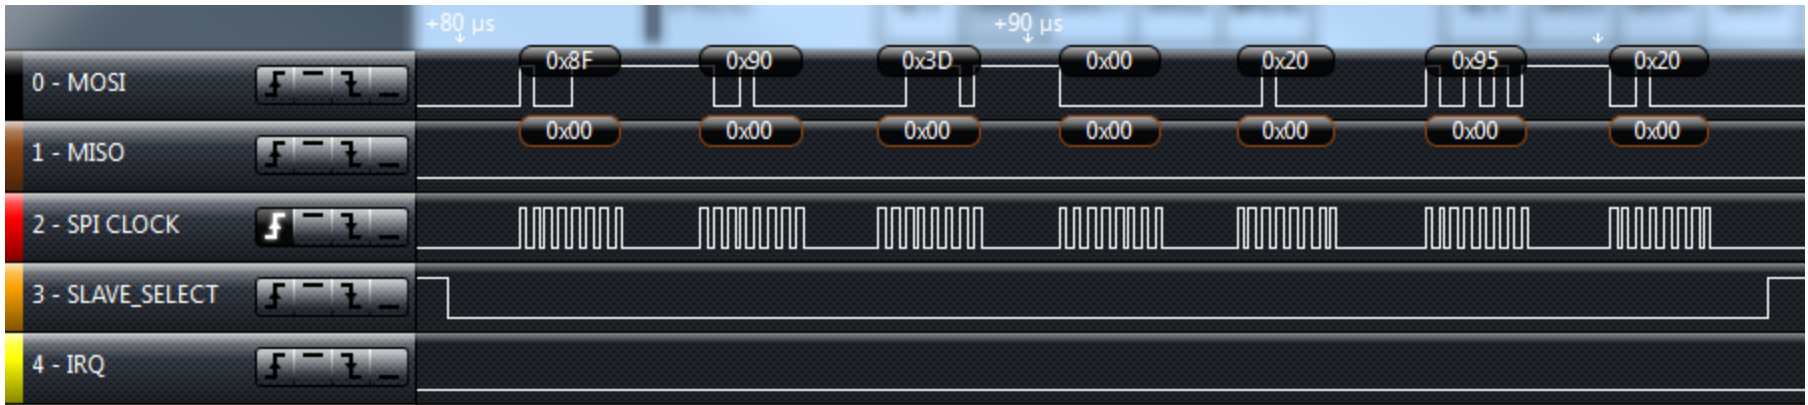 +80 µs +90 µs
0 - MOSI 0x8F 0x90 0x3D 0x00 0x20 0x95 0x20
1 - MISO 0x00 0x00 0x00 0x00 0x00 0x00 0x00
2 - SPI CLOCK
3 - SLAVE_SELECT
4 - IRQ